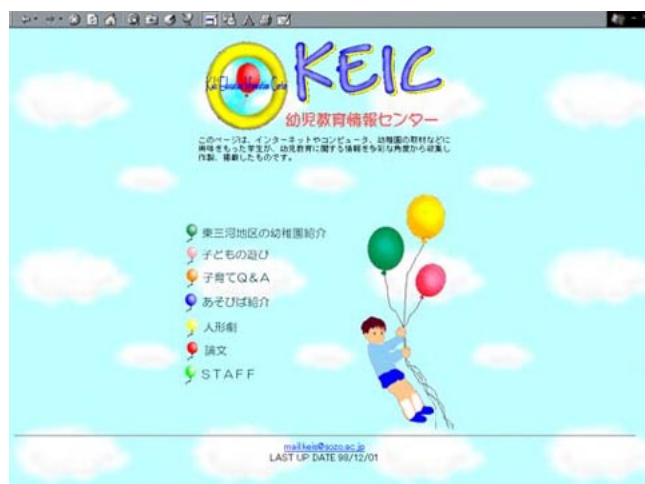 KEIC
Kids Education Information Center
幼児教育情報センター
このページは、インターネットやコンピュータ、幼稚園の取材などに
興味をもった学生が、幼児教育に関する情報を多彩な角度から収集し
作製、掲載したものです。
東三河地区の幼稚園紹介
子どもの遊び
子育てQ&A
あそびば紹介
人形劇
論文
STAFF
mail:keis@sozo.ac.jp
LAST UP DATE 98/12/01